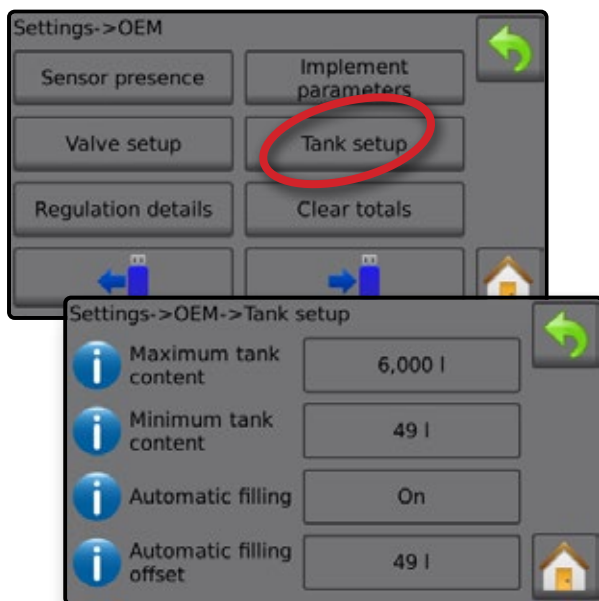 Settings->OEM
Sensor presence
Implement
parameters
Valve setup
Tank setup
Regulation details
Clear totals
Settings->OEM->Tank setup
Maximum tank
content
6,000 l
Minimum tank
content
49 l
Automatic filling
On
Automatic filling
offset
49 l